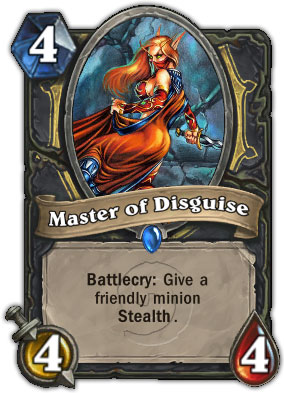 4
Master of Disguise
Battlecry: Give a
friendly minion
Stealth .
4 4